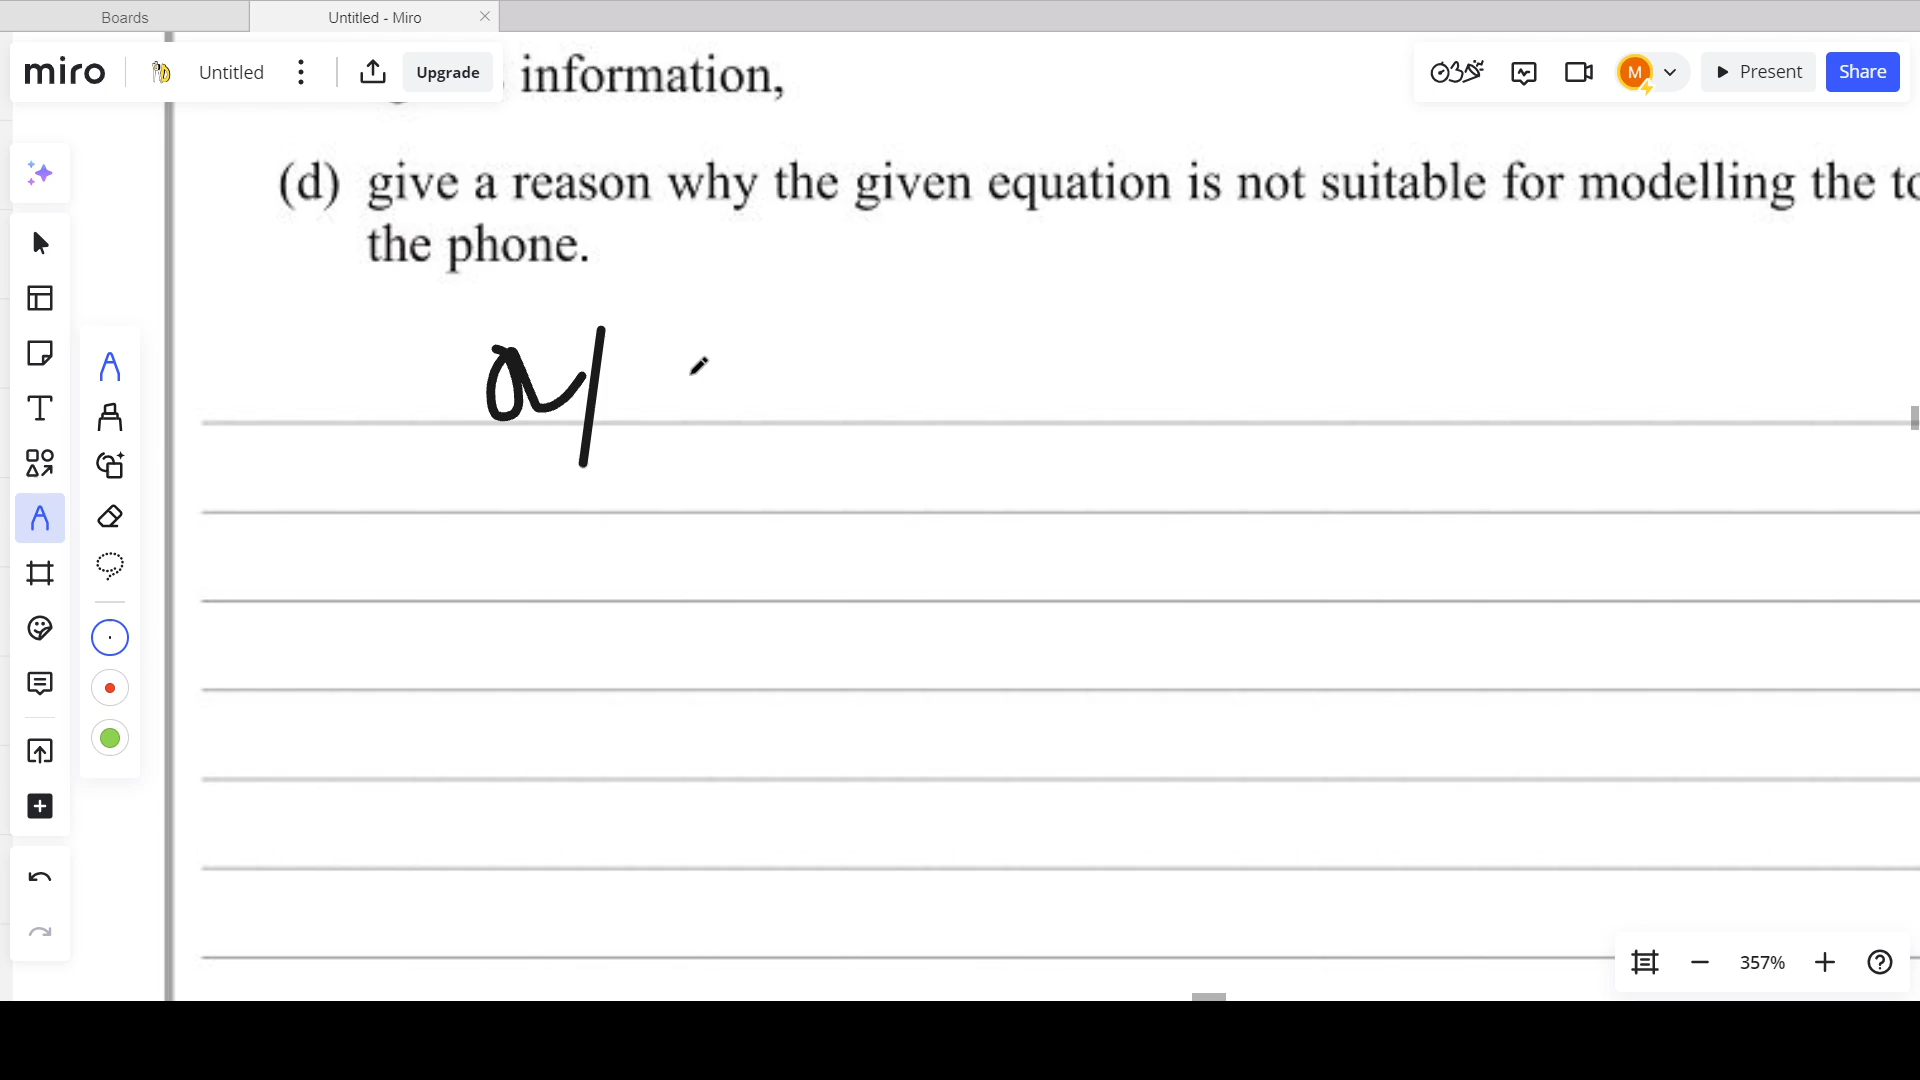 Boards
Untitled - Miro
miro
Untitled
Upgrade
information,
M
Present
Share
(d) give a reason why the given equation is not suitable for modelling the
the phone.
a/
357%